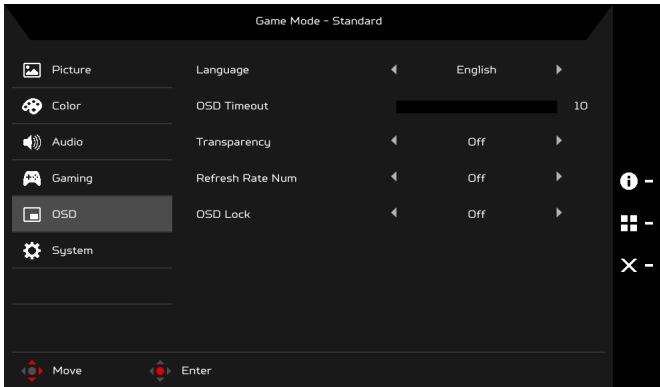 Game Mode - Standard
Picture
Language English
Color
OSD Timeout 10
Audio
Transparency Off
Gaming
Refresh Rate Num Off
OSD
OSD Lock Off
System
Move Enter